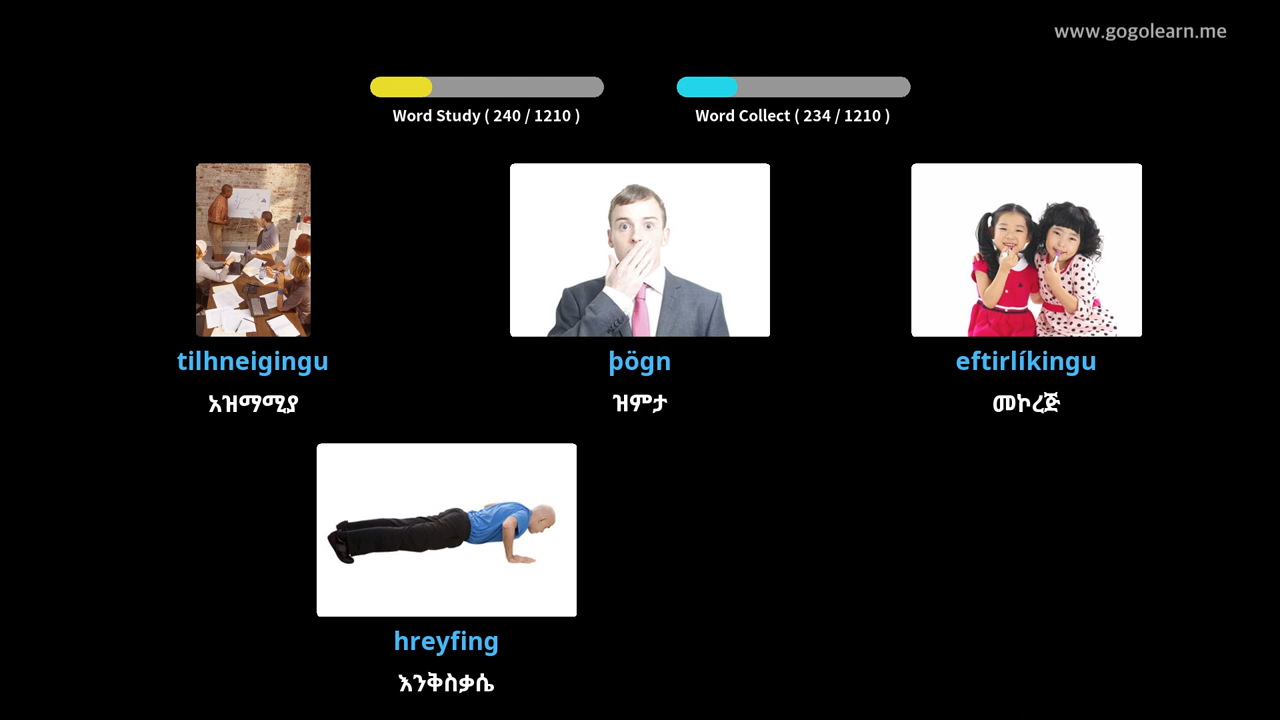 www.gogolearn.me
Word Study ( 240 / 1210 )
Word Collect ( 234 / 1210 )
tilhneigingu
þögn
eftirlíkingu
አዝማሚያ
ዝምታ
መኮረጅ
hreyfing
እንቅስቃሴ